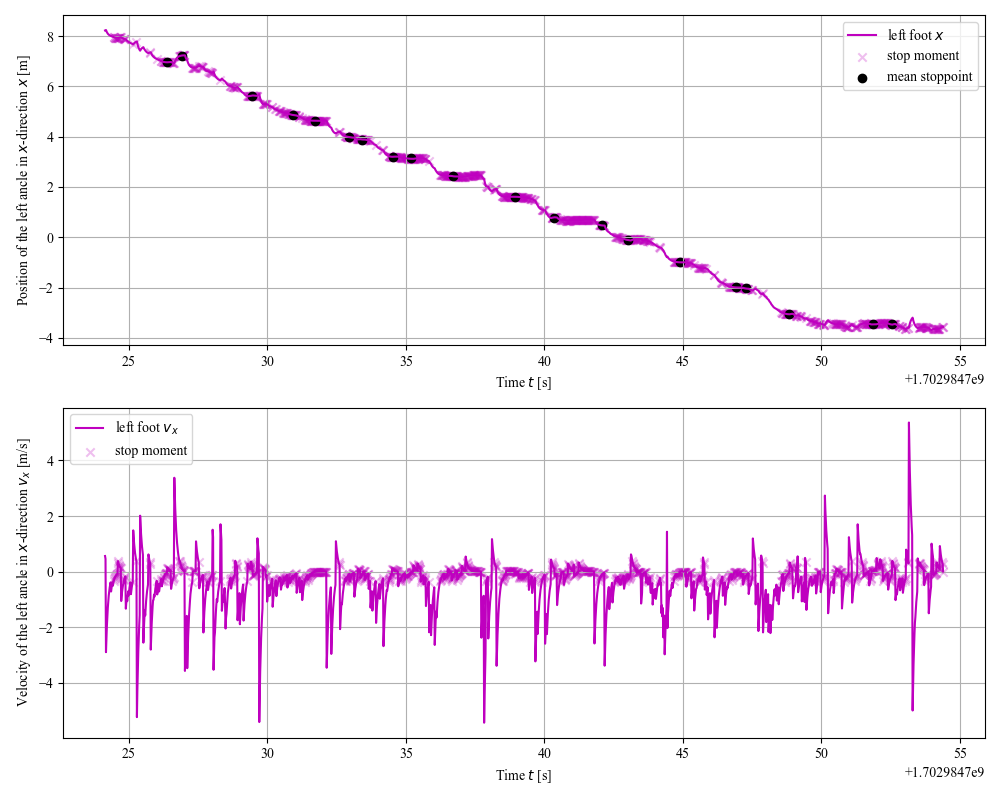 Position of the left ancle in x-direction x [m]
8
6
4
2
0
−2
−4
left foot x
stop moment
mean stoppoint
25 30 35 40 45 50 55
Time t [s]
+1.7029847e9
Velocity of the left ancle in x-direction vₓ [m/s]
4
2
0
−2
−4
left foot vₓ
stop moment
25 30 35 40 45 50 55
Time t [s]
+1.7029847e9